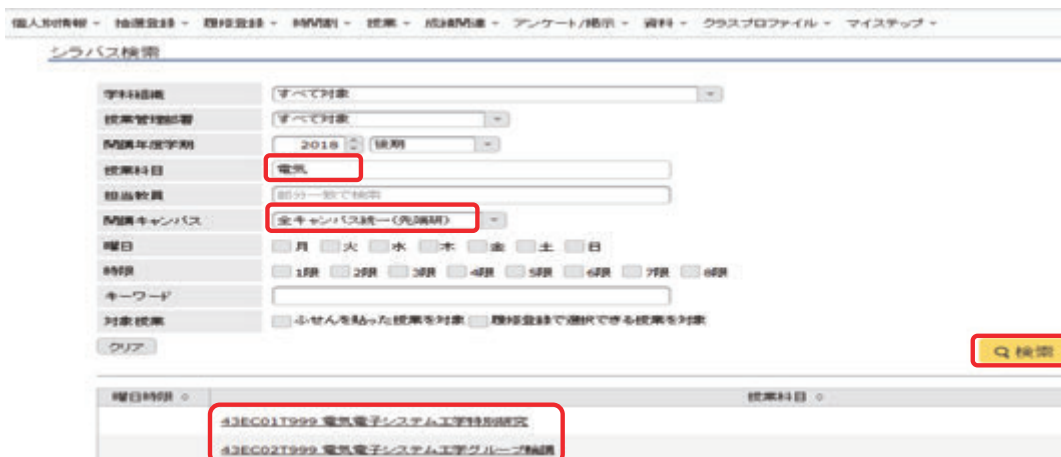 個人別情報 抽選登録 履修登録 時間割 授業 成績関連 アンケート/掲示 資料 クラスプロファイル マイステップ
シラバス検索
学科組織 すべて対象
授業管理部署 すべて対象
開講年度学期 2018 後期
授業科目 電気
担当教員 部分一致で検索
開講キャンパス 全キャンパス統一(先端研)
曜日 月 火 水 木 金 土 日
時限 1限 2限 3限 4限 5限 6限 7限 8限
キーワード
対象授業 ふせんを貼った授業を対象 履修登録で選択できる授業を対象
クリア 検索
曜日時限 授業科目
43EC01T999 電気電子システム工学特別研究
43EC02T999 電気電子システム工学グループ輪講